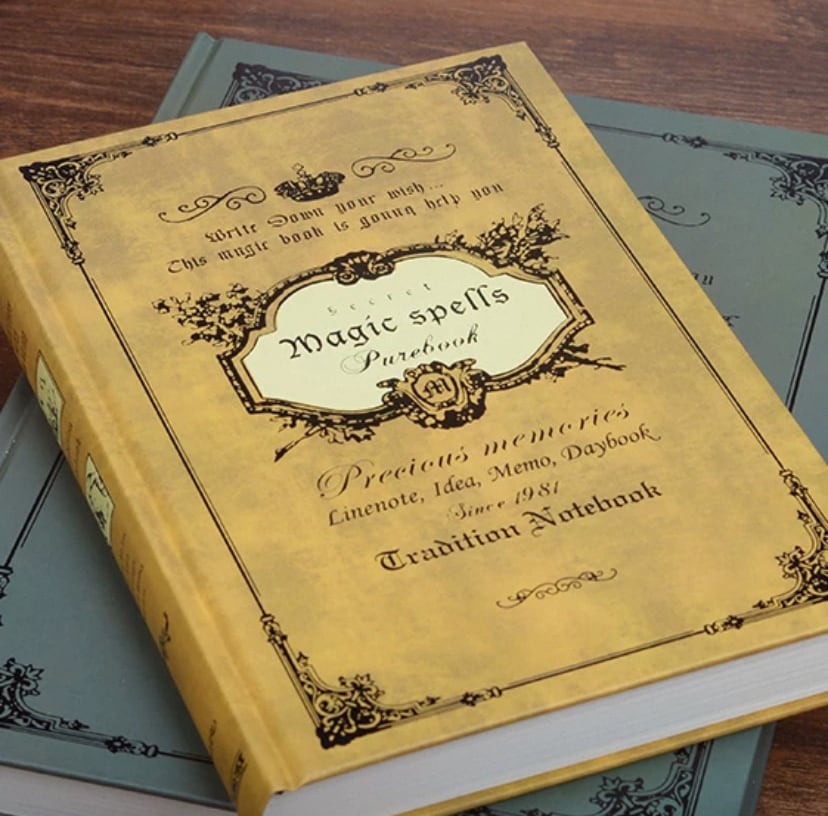 Write Down your wish...
This magic book is gonna help you
Secret
Magic spells
Purebook
M
Precious memories
Linenote, Idea, Memo, Daybook
Since 1981
Tradition Notebook